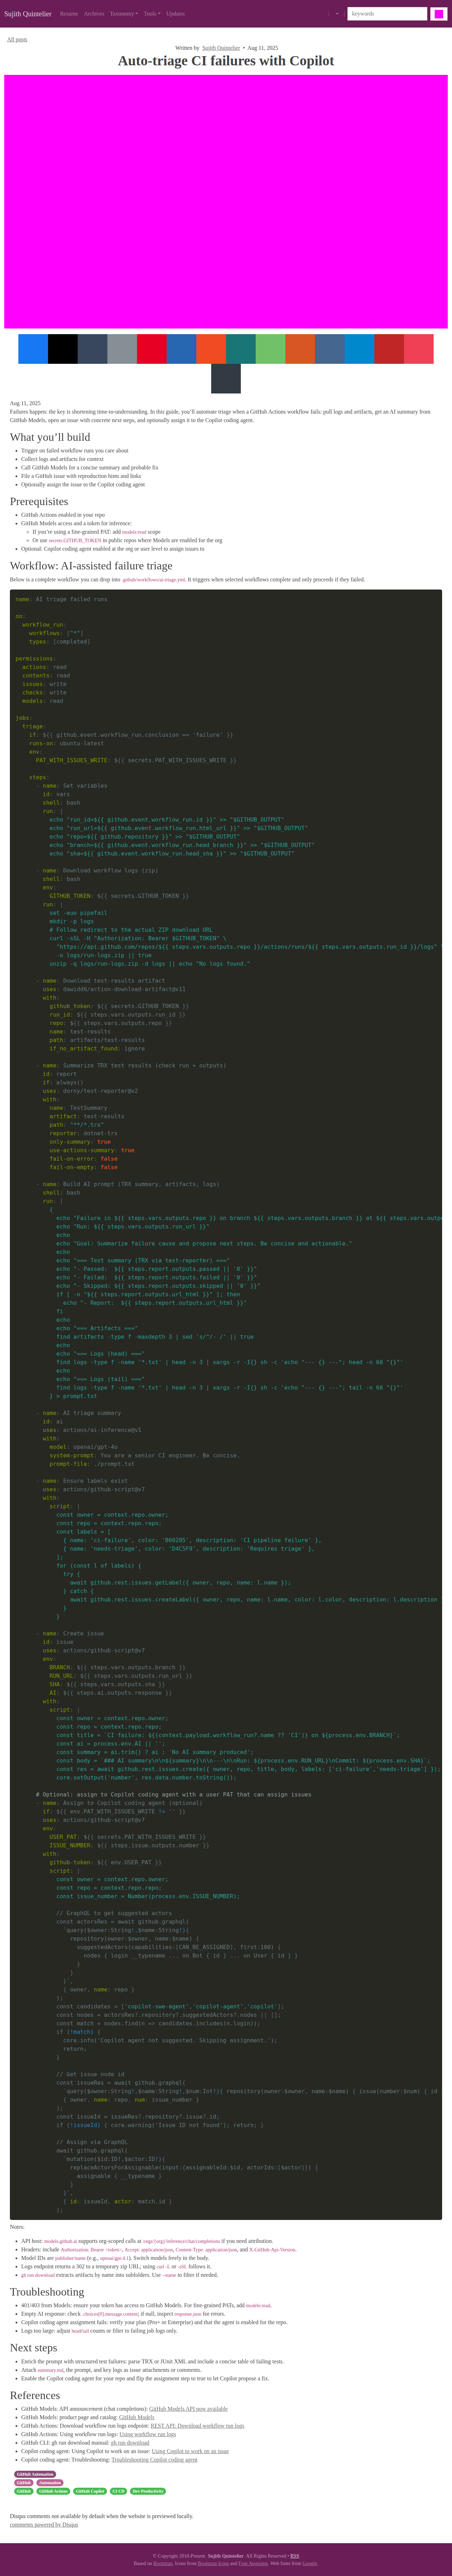 Sujith Quintelier
Resume
Archives
Taxonomy
Tools
Updates
keywords
All posts
Written by Sujith Quintelier • Aug 11, 2025
Auto-triage CI failures with Copilot
Aug 11, 2025
Failures happen: the key is shortening time-to-understanding. In this guide, you'll automate triage when a GitHub Actions workflow fails: pull logs and artifacts, get an AI summary from
GitHub Models, open an issue with concrete next steps, and optionally assign it to the Copilot coding agent.
What you'll build
Trigger on failed workflow runs you care about
Collect logs and artifacts for context
Call GitHub Models for a concise summary and probable fix
File a GitHub issue with reproduction hints and links
Optionally assign the issue to the Copilot coding agent
Prerequisites
GitHub Actions enabled in your repo
GitHub Models access and a token for inference:
If you're using a fine-grained PAT: add models:read scope
Or use secrets.GITHUB_TOKEN in public repos where Models are enabled for the org
Optional: Copilot coding agent enabled at the org or user level to assign issues to
Workflow: AI-assisted failure triage
Below is a complete workflow you can drop into .github/workflows/ai-triage.yml. It triggers when selected workflows complete and only proceeds if they failed.
name: AI triage failed runs
on:
workflow_run:
workflows: ["*"]
types: [completed]
permissions:
actions: read
contents: read
issues: write
checks: write
models: read
jobs:
triage:
if: ${{ github.event.workflow_run.conclusion == 'failure' }}
runs-on: ubuntu-latest
env:
PAT_WITH_ISSUES_WRITE: ${{ secrets.PAT_WITH_ISSUES_WRITE }}
steps:
- name: Set variables
id: vars
shell: bash
run: |
echo "run_id=${{ github.event.workflow_run.id }}" >> "$GITHUB_OUTPUT"
echo "run_url=${{ github.event.workflow_run.html_url }}" >> "$GITHUB_OUTPUT"
echo "repo=${{ github.repository }}" >> "$GITHUB_OUTPUT"
echo "branch=${{ github.event.workflow_run.head_branch }}" >> "$GITHUB_OUTPUT"
echo "sha=${{ github.event.workflow_run.head_sha }}" >> "$GITHUB_OUTPUT"
- name: Download workflow logs (zip)
shell: bash
env:
GITHUB_TOKEN: ${{ secrets.GITHUB_TOKEN }}
run: |
set -euo pipefail
mkdir -p logs
# Follow redirect to the actual ZIP download URL
curl -sSL -H "Authorization: Bearer $GITHUB_TOKEN" \
"https://api.github.com/repos/${{ steps.vars.outputs.repo }}/actions/runs/${{ steps.vars.outputs.run_id }}/logs" \
-o logs/run-logs.zip || true
unzip -q logs/run-logs.zip -d logs || echo "No logs found."
- name: Download test-results artifact
uses: dawidd6/action-download-artifact@v11
with:
github_token: ${{ secrets.GITHUB_TOKEN }}
run_id: ${{ steps.vars.outputs.run_id }}
repo: ${{ steps.vars.outputs.repo }}
name: test-results
path: artifacts/test-results
if_no_artifact_found: ignore
- name: Summarize TRX test results (check run + outputs)
id: report
if: always()
uses: dorny/test-reporter@v2
with:
name: TestSummary
artifact: test-results
path: "**/*.trx"
reporter: dotnet-trx
only-summary: true
use-actions-summary: true
fail-on-error: false
fail-on-empty: false
- name: Build AI prompt (TRX summary, artifacts, logs)
shell: bash
run: |
{
echo "Failure in ${{ steps.vars.outputs.repo }} on branch ${{ steps.vars.outputs.branch }} at ${{ steps.vars.outp
echo "Run: ${{ steps.vars.outputs.run_url }}"
echo
echo "Goal: Summarize failure cause and propose next steps. Be concise and actionable."
echo
echo "=== Test summary (TRX via test-reporter) ==="
echo "- Passed: ${{ steps.report.outputs.passed || '0' }}"
echo "- Failed: ${{ steps.report.outputs.failed || '0' }}"
echo "- Skipped: ${{ steps.report.outputs.skipped || '0' }}"
if [ -n "${{ steps.report.outputs.url_html }}" ]; then
echo "- Report: ${{ steps.report.outputs.url_html }}"
fi
echo
echo "=== Artifacts ==="
find artifacts -type f -maxdepth 3 | sed 's/^/- /' || true
echo
echo "=== Logs (head) ==="
find logs -type f -name '*.txt' | head -n 3 | xargs -r -I{} sh -c 'echo "--- {} ---"; head -n 60 "{}"'
echo
echo "=== Logs (tail) ==="
find logs -type f -name '*.txt' | head -n 3 | xargs -r -I{} sh -c 'echo "--- {} ---"; tail -n 60 "{}"'
} > prompt.txt
- name: AI triage summary
id: ai
uses: actions/ai-inference@v1
with:
model: openai/gpt-4o
system-prompt: You are a senior CI engineer. Be concise.
prompt-file: ./prompt.txt
- name: Ensure labels exist
uses: actions/github-script@v7
with:
script: |
const owner = context.repo.owner;
const repo = context.repo.repo;
const labels = [
{ name: 'ci-failure', color: 'B60205', description: 'CI pipeline failure' },
{ name: 'needs-triage', color: 'D4C5F9', description: 'Requires triage' },
];
for (const l of labels) {
try {
await github.rest.issues.getLabel({ owner, repo, name: l.name });
} catch {
await github.rest.issues.createLabel({ owner, repo, name: l.name, color: l.color, description: l.description
}
}
- name: Create issue
id: issue
uses: actions/github-script@v7
env:
BRANCH: ${{ steps.vars.outputs.branch }}
RUN_URL: ${{ steps.vars.outputs.run_url }}
SHA: ${{ steps.vars.outputs.sha }}
AI: ${{ steps.ai.outputs.response }}
with:
script: |
const owner = context.repo.owner;
const repo = context.repo.repo;
const title = `CI failure: ${(context.payload.workflow_run?.name ?? 'CI')} on ${process.env.BRANCH}`;
const ai = process.env.AI || '';
const summary = ai.trim() ? ai : 'No AI summary produced';
const body = `### AI summary\n\n${summary}\n\n---\n\nRun: ${process.env.RUN_URL}\nCommit: ${process.env.SHA}`;
const res = await github.rest.issues.create({ owner, repo, title, body, labels: ['ci-failure','needs-triage'] });
core.setOutput('number', res.data.number.toString());
# Optional: assign to Copilot coding agent with a user PAT that can assign issues
- name: Assign to Copilot coding agent (optional)
if: ${{ env.PAT_WITH_ISSUES_WRITE != '' }}
uses: actions/github-script@v7
env:
USER_PAT: ${{ secrets.PAT_WITH_ISSUES_WRITE }}
ISSUE_NUMBER: ${{ steps.issue.outputs.number }}
with:
github-token: ${{ env.USER_PAT }}
script: |
const owner = context.repo.owner;
const repo = context.repo.repo;
const issue_number = Number(process.env.ISSUE_NUMBER);
// GraphQL to get suggested actors
const actorsRes = await github.graphql(
`query($owner:String!,$name:String!){
repository(owner:$owner, name:$name) {
suggestedActors(capabilities:[CAN_BE_ASSIGNED], first:100) {
nodes { login __typename ... on Bot { id } ... on User { id } }
}
}
}`,
{ owner, name: repo }
);
const candidates = ['copilot-swe-agent','copilot-agent','copilot'];
const nodes = actorsRes?.repository?.suggestedActors?.nodes || [];
const match = nodes.find(n => candidates.includes(n.login));
if (!match) {
core.info('Copilot agent not suggested. Skipping assignment.');
return;
}
// Get issue node id
const issueRes = await github.graphql(
`query($owner:String!,$name:String!,$num:Int!){ repository(owner:$owner, name:$name) { issue(number:$num) { id
{ owner, name: repo, num: issue_number }
);
const issueId = issueRes?.repository?.issue?.id;
if (!issueId) { core.warning('Issue ID not found'); return; }
// Assign via GraphQL
await github.graphql(
`mutation($id:ID!,$actor:ID!){
replaceActorsForAssignable(input:{assignableId:$id, actorIds:[$actor]}) {
assignable { __typename }
}
}`,
{ id: issueId, actor: match.id }
);
Notes:
API host: models.github.ai supports org-scoped calls at /orgs/{org}/inference/chat/completions if you need attribution.
Headers: include Authorization: Bearer <token>, Accept: application/json, Content-Type: application/json, and X-GitHub-Api-Version.
Model IDs are publisher/name (e.g., openai/gpt-4.1). Switch models freely in the body.
Logs endpoint returns a 302 to a temporary zip URL; using curl -L or -sSL follows it.
gh run download extracts artifacts by name into subfolders. Use --name to filter if needed.
Troubleshooting
401/403 from Models: ensure your token has access to GitHub Models. For fine-grained PATs, add models:read.
Empty AI response: check .choices[0].message.content; if null, inspect response.json for errors.
Copilot coding agent assignment fails: verify your plan (Pro+ or Enterprise) and that the agent is enabled for the repo.
Logs too large: adjust head/tail counts or filter to failing job logs only.
Next steps
Enrich the prompt with structured test failures: parse TRX or JUnit XML and include a concise table of failing tests.
Attach summary.md, the prompt, and key logs as issue attachments or comments.
Enable the Copilot coding agent for your repo and flip the assignment step to true to let Copilot propose a fix.
References
GitHub Models: API announcement (chat completions): GitHub Models API now available
GitHub Models: product page and catalog: GitHub Models
GitHub Actions: Download workflow run logs endpoint: REST API: Download workflow run logs
GitHub Actions: Using workflow run logs: Using workflow run logs
GitHub CLI: gh run download manual: gh run download
Copilot coding agent: Using Copilot to work on an issue: Using Copilot to work on an issue
Copilot coding agent: Troubleshooting: Troubleshooting Copilot coding agent
GitHub Automation
GitHub Automation
GitHub GitHub Actions GitHub Copilot CI CD Dev Productivity
Disqus comments not available by default when the website is previewed locally.
comments powered by Disqus
© Copyright 2018-Present Sujith Quintelier All Rights Reserved • RSS
Based on Bootstrap. Icons from Bootstrap Icons and Font Awesome. Web fonts from Google.